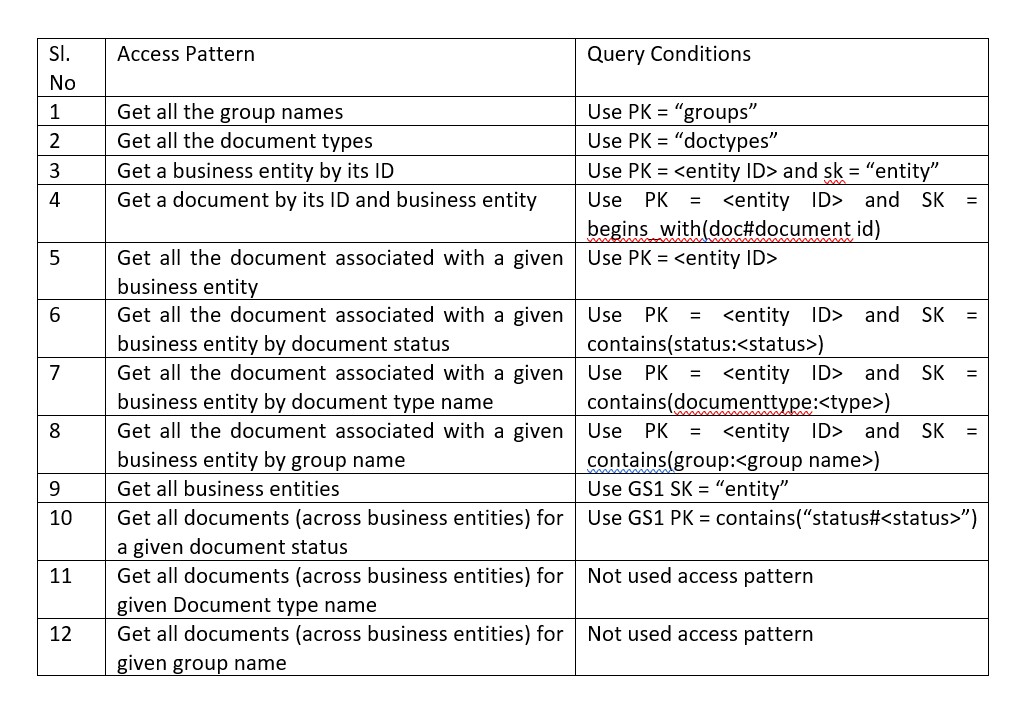 Sl. No
Access Pattern
Query Conditions
1
Get all the group names
Use PK = “groups”
2
Get all the document types
Use PK = “doctypes”
3
Get a business entity by its ID
Use PK = <entity ID> and sk = “entity”
4
Get a document by its ID and business entity
Use PK = <entity ID> and SK =
begins_with(doc#document id)
5
Get all the document associated with a given
business entity
Use PK = <entity ID>
6
Get all the document associated with a given
business entity by document status
Use PK = <entity ID> and SK =
contains(status:<status>)
7
Get all the document associated with a given
business entity by document type name
Use PK = <entity ID> and SK =
contains(documenttype:<type>)
8
Get all the document associated with a given
business entity by group name
Use PK = <entity ID> and SK =
contains(group:<group name>)
9
Get all business entities
Use GS1 SK = “entity”
10
Get all documents (across business entities) for
a given document status
Use GS1 PK = contains(“status#<status>”)
11
Get all documents (across business entities) for
given Document type name
Not used access pattern
12
Get all documents (across business entities) for
given group name
Not used access pattern